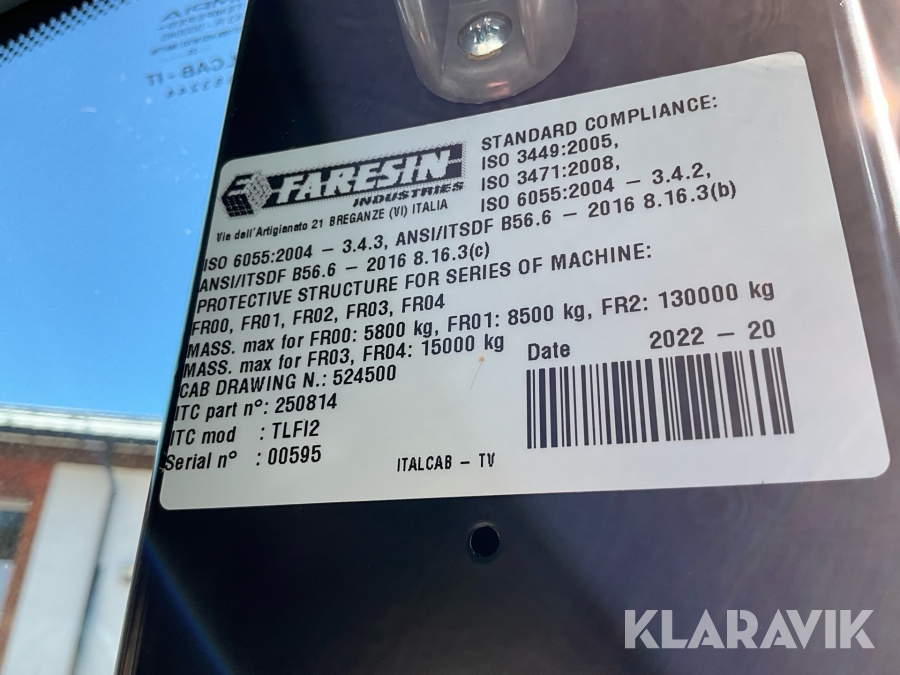 FARESIN
INDUSTRIES
Via dell'Artigianato 21 BREGANZE (VI) ITALIA
STANDARD COMPLIANCE:
ISO 3449:2005,
ISO 3471:2008,
ISO 6055:2004 – 3.4.2,
ISO 6055:2004 – 3.4.3, ANSI/ITSDF B56.6 – 2016 8.16.3(b)
ANSI/ITSDF B56.6 – 2016 8.16.3(c)
PROTECTIVE STRUCTURE FOR SERIES OF MACHINE:
FR00, FR01, FR02, FR03, FR04
MASS. max for FR00: 5800 kg, FR01: 8500 kg, FR2: 130000 kg
MASS. max for FR03, FR04: 15000 kg
CAB DRAWING N.: 524500
ITC part n°: 250814
ITC mod : TLFI2
Serial n° : 00595
Date 2022 – 20
ITALCAB – TV
KLARAVIK